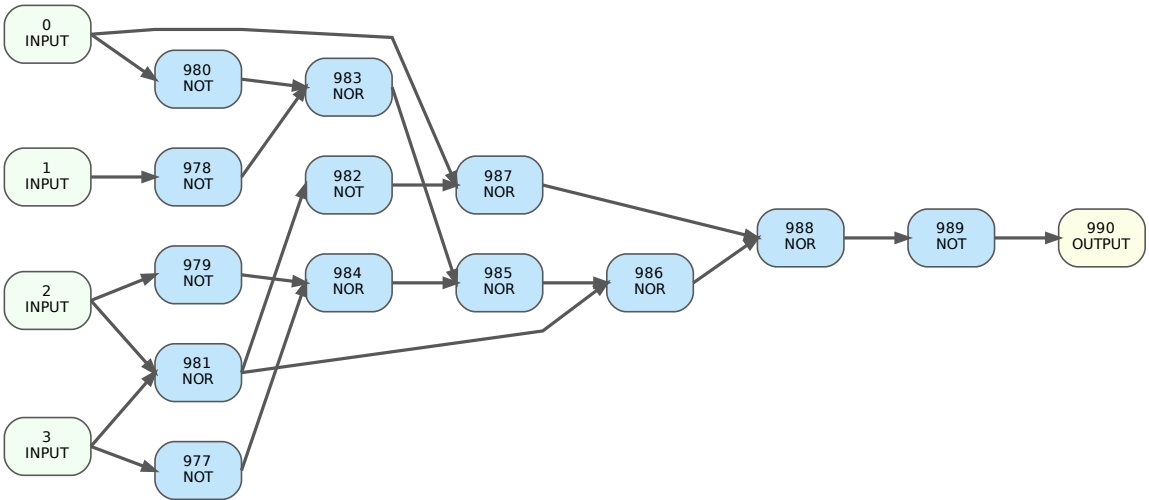 0
INPUT
980
NOT
983
NOR
1
INPUT
978
NOT
982
NOT
987
NOR
988
NOR
989
NOT
990
OUTPUT
979
NOT
984
NOR
985
NOR
986
NOR
2
INPUT
981
NOR
3
INPUT
977
NOT